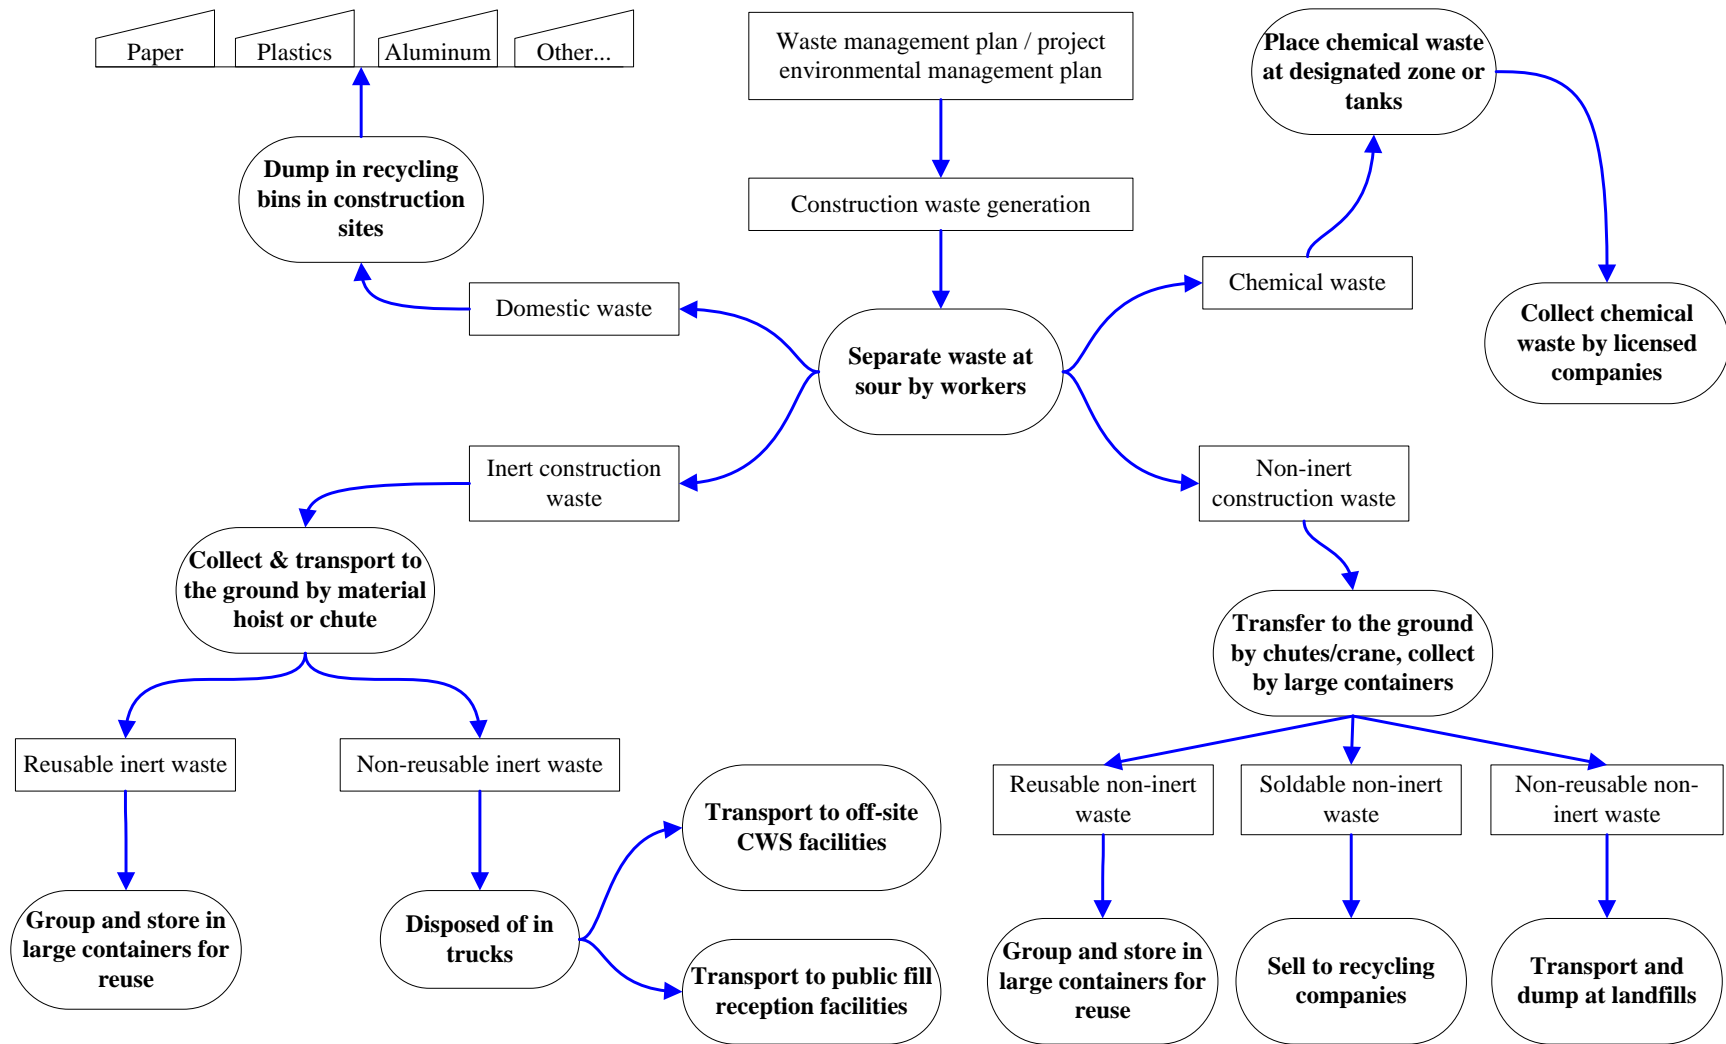 Paper
Plastics
Aluminum
Other...
Waste management plan / project
environmental management plan
Place chemical waste
at designated zone or
tanks
Dump in recycling
bins in construction
sites
Construction waste generation
Chemical waste
Domestic waste
Separate waste at
sour by workers
Collect chemical
waste by licensed
companies
Inert construction
waste
Non-inert
construction waste
Collect & transport to
the ground by material
hoist or chute
Transfer to the ground
by chutes/crane, collect
by large containers
Reusable inert waste
Non-reusable inert waste
Reusable non-inert
waste
Soldable non-inert
waste
Non-reusable non-
inert waste
Transport to off-site
CWS facilities
Group and store in
large containers for
reuse
Disposed of in
trucks
Transport to public fill
reception facilities
Group and store in
large containers for
reuse
Sell to recycling
companies
Transport and
dump at landfills